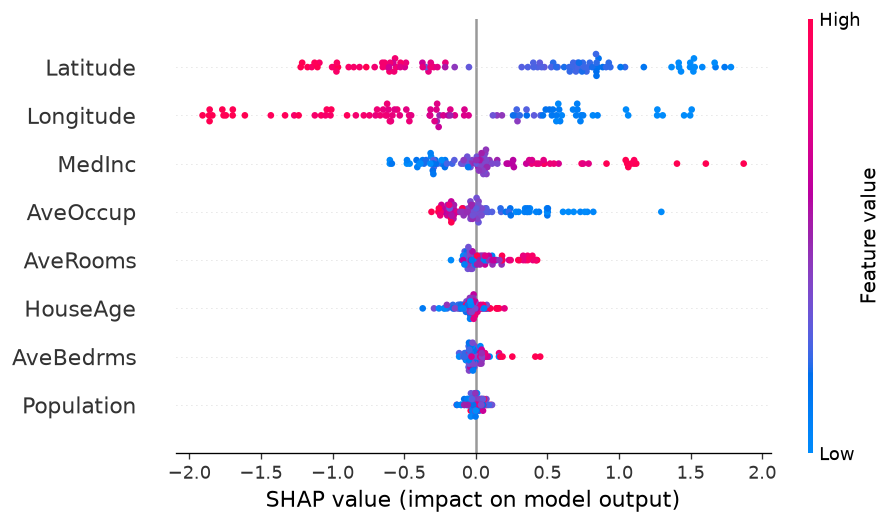 High
Latitude
Longitude
MedInc
AveOccup
AveRooms
HouseAge
AveBedrms
Population
Feature value
Low
−2.0 −1.5 −1.0 −0.5 0.0 0.5 1.0 1.5 2.0
SHAP value (impact on model output)